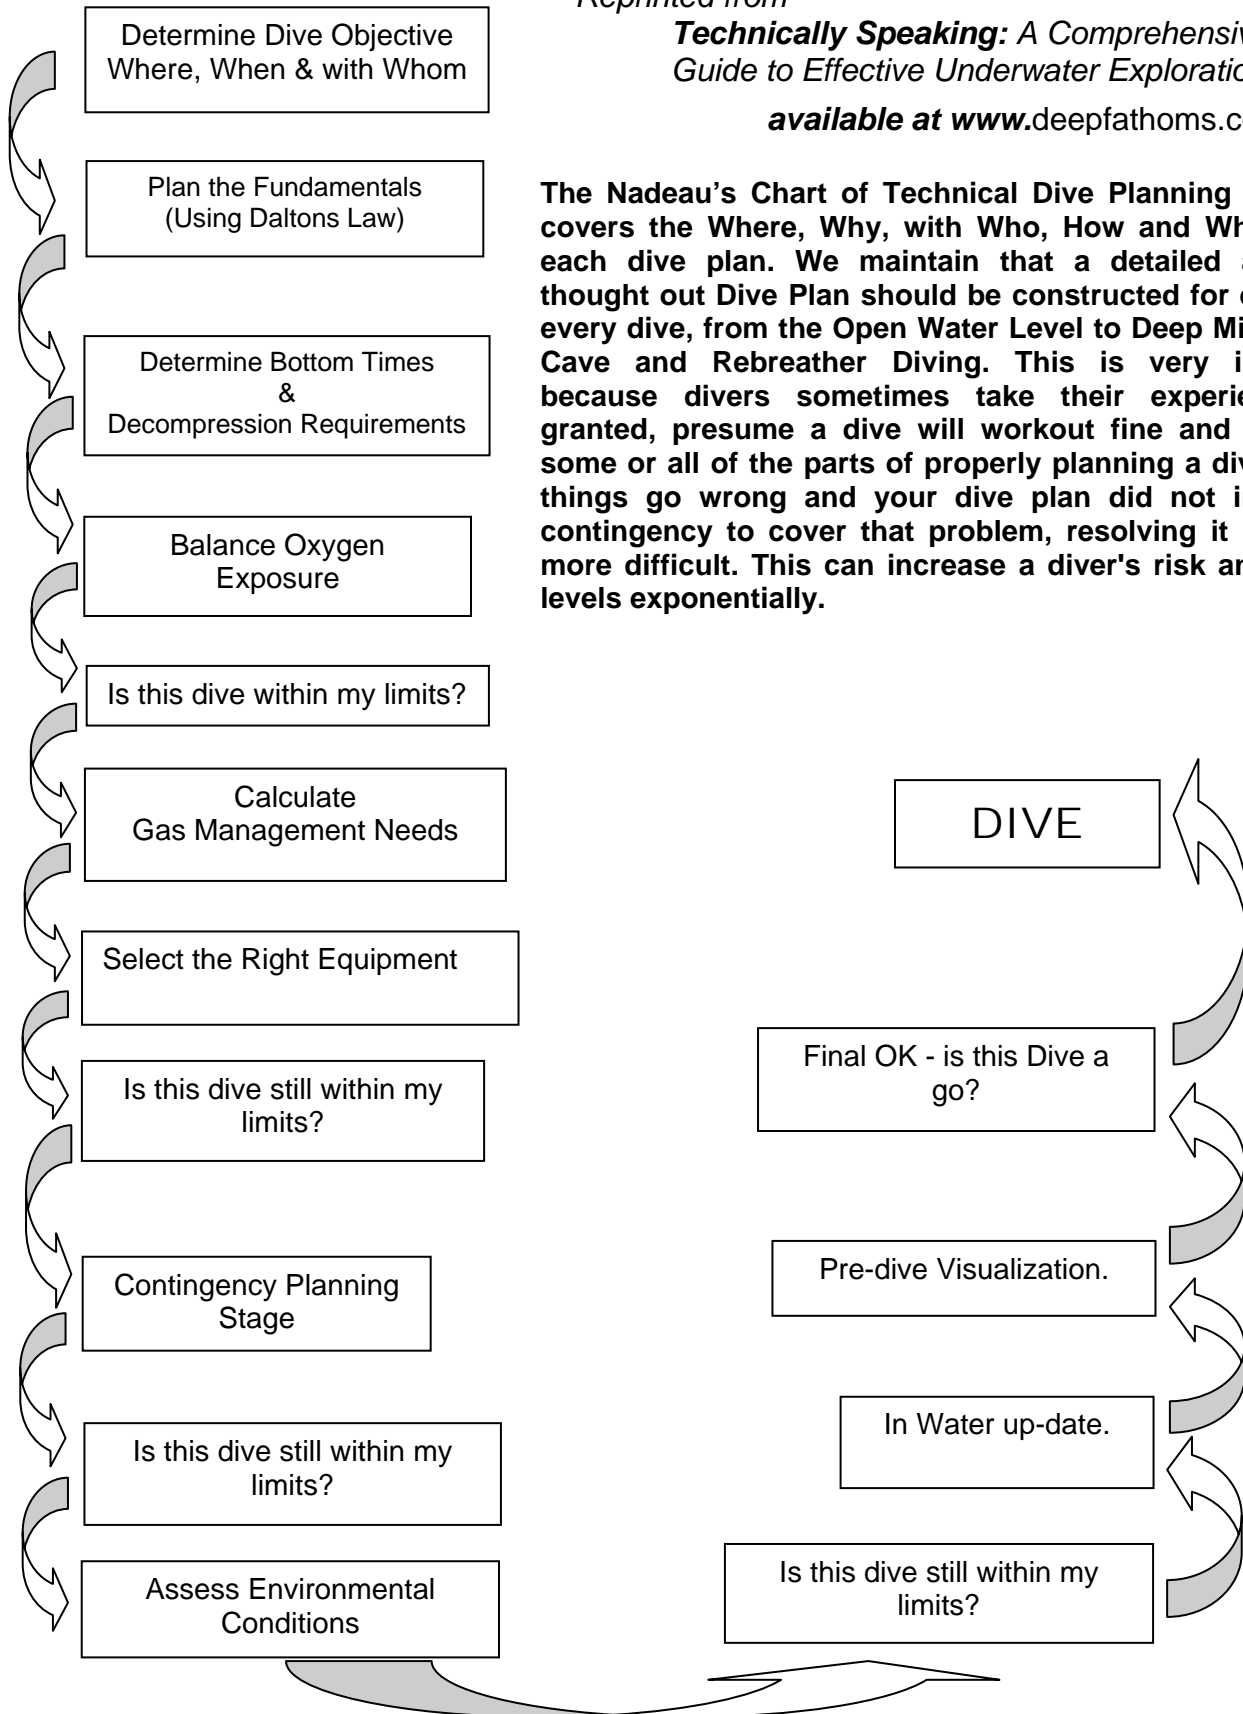 Reprinted from
Technically Speaking: A Comprehensiv
Guide to Effective Underwater Exploratio
available at www.deepfathoms.c
The Nadeau’s Chart of Technical Dive Planning
covers the Where, Why, with Who, How and Wh
each dive plan. We maintain that a detailed a
thought out Dive Plan should be constructed for
every dive, from the Open Water Level to Deep Mi
Cave and Rebreather Diving. This is very i
because divers sometimes take their experie
granted, presume a dive will workout fine and
some or all of the parts of properly planning a div
things go wrong and your dive plan did not i
contingency to cover that problem, resolving it
more difficult. This can increase a diver's risk a
levels exponentially.
Determine Dive Objective
Where, When & with Whom
Plan the Fundamentals
(Using Daltons Law)
Determine Bottom Times
&
Decompression Requirements
Balance Oxygen
Exposure
Is this dive within my limits?
Calculate
Gas Management Needs
Select the Right Equipment
Is this dive still within my
limits?
Contingency Planning
Stage
Is this dive still within my
limits?
Assess Environmental
Conditions
Is this dive still within my
limits?
In Water up-date.
Pre-dive Visualization.
Final OK - is this Dive a
go?
DIVE